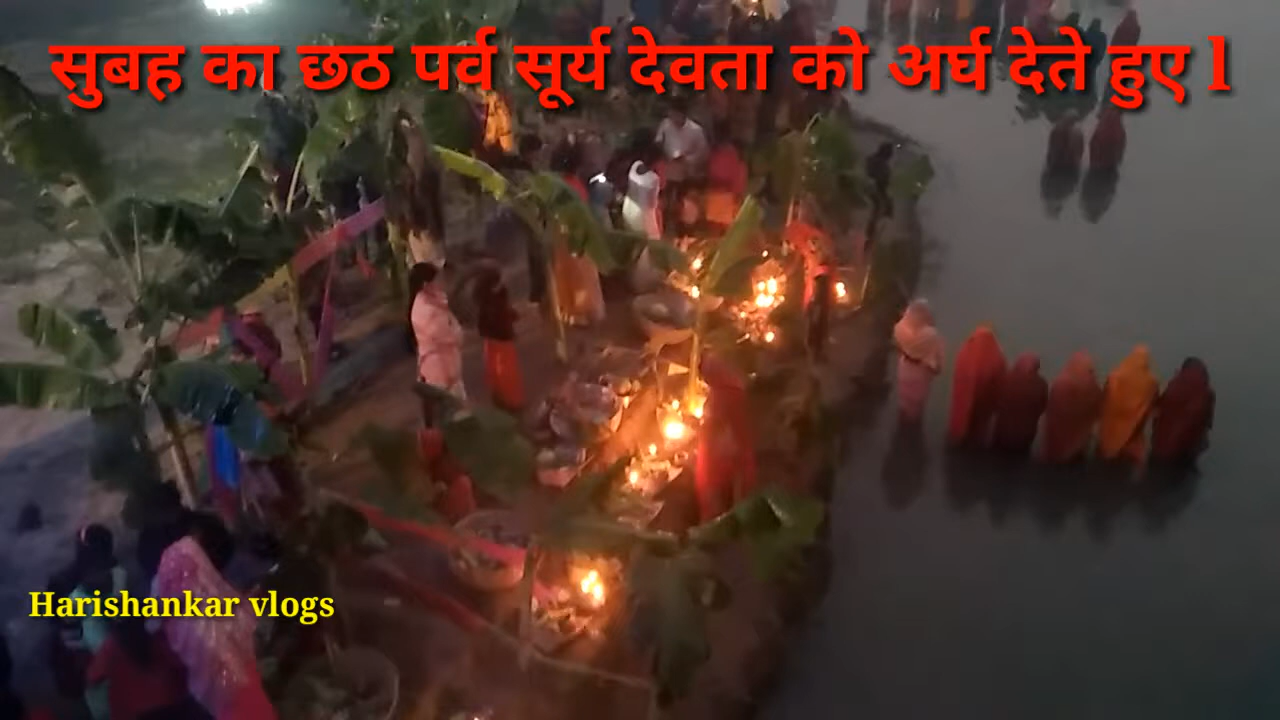 सुबह का छठ पर्व सूर्य देवता को अर्घ देते हुए l
Harishankar vlogs